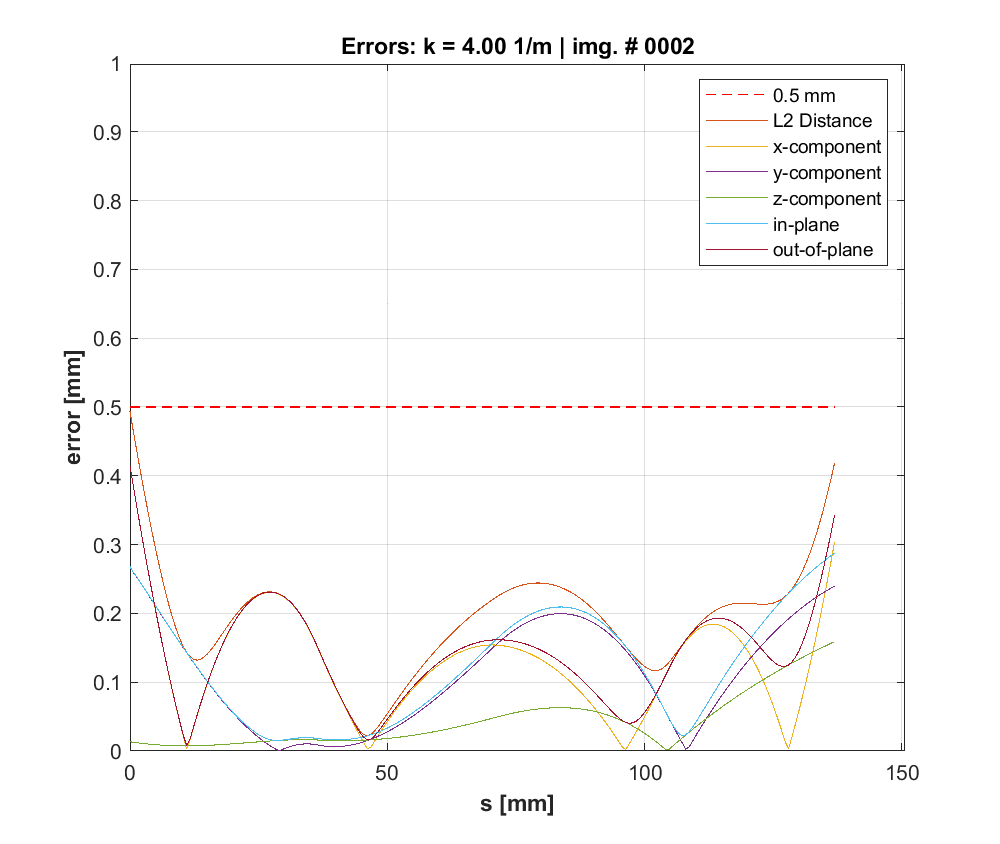 Errors: k = 4.00 1/m | img. # 0002
1
0.9
0.8
0.7
0.6
0.5
0.4
0.3
0.2
0.1
0
error [mm]
0.5 mm
L2 Distance
x-component
y-component
z-component
in-plane
out-of-plane
0 50 100 150
s [mm]